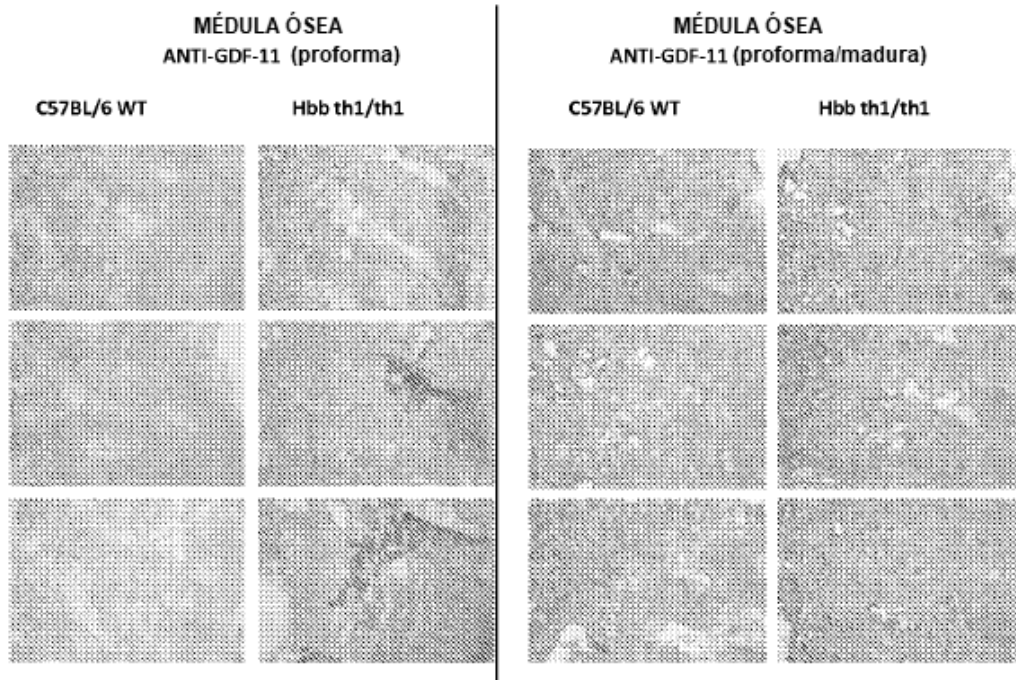 MÉDULA ÓSEA
ANTI-GDF-11 (proforma)
C57BL/6 WT
Hbb th1/th1
MÉDULA ÓSEA
ANTI-GDF-11 (proforma/madura)
C57BL/6 WT
Hbb th1/th1